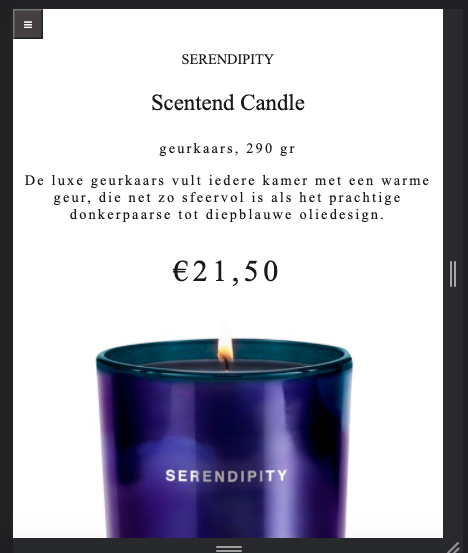 SERENDIPITY
Scentend Candle
geurkaars, 290 gr
De luxe geurkaars vult iedere kamer met een warme
geur, die net zo sfeervol is als het prachtige
donkerpaarse tot diepblauwe oliedesign.
€21,50
SERENDIPITY